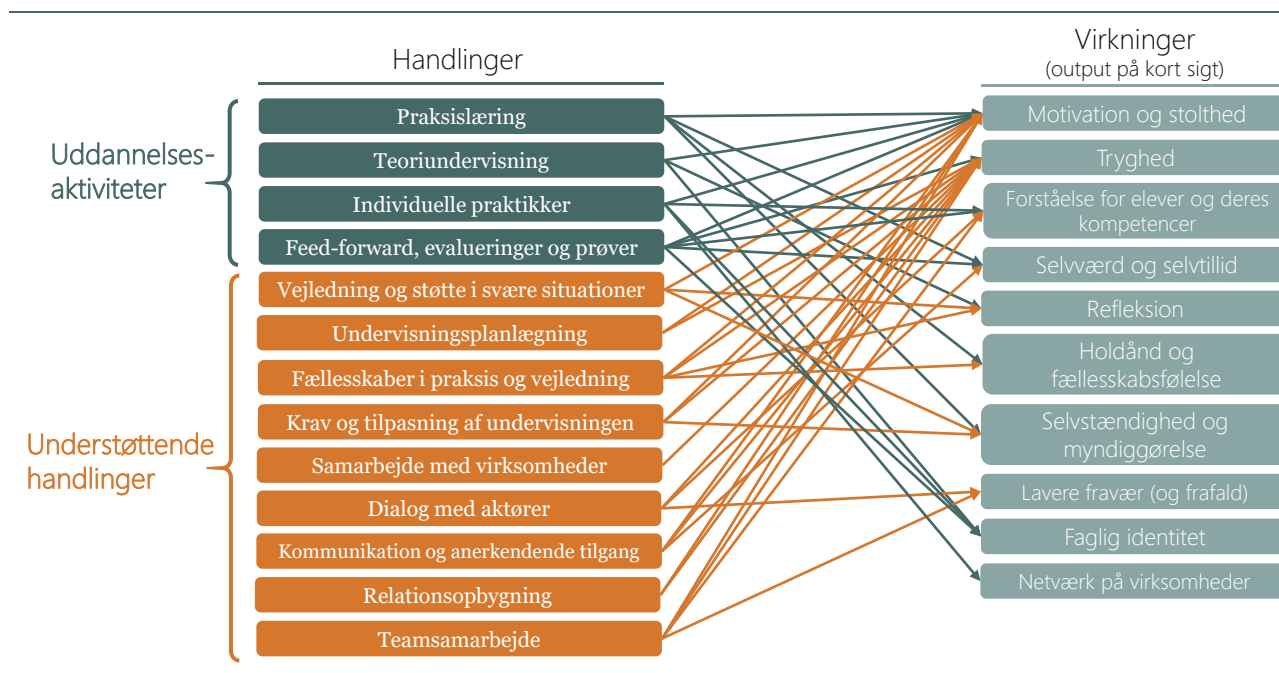 Handlinger
Virkninger
(output på kort sigt)
Uddannelses-
aktiviteter
Praksislæring
Teoriundervisning
Individuelle praktikker
Feed-forward, evalueringer og prøver
Understøttende
handlinger
Vejledning og støtte i svære situationer
Undervisningsplanlægning
Fællesskaber i praksis og vejledning
Krav og tilpasning af undervisningen
Samarbejde med virksomheder
Dialog med aktører
Kommunikation og anerkendende tilgang
Relationsopbygning
Teamsamarbejde
Motivation og stolthed
Tryghed
Forståelse for elever og deres
kompetencer
Selvværd og selvtillid
Refleksion
Holdånd og
fællesskabsfølelse
Selvstændighed og
myndiggørelse
Lavere fravær (og frafald)
Faglig identitet
Netværk på virksomheder